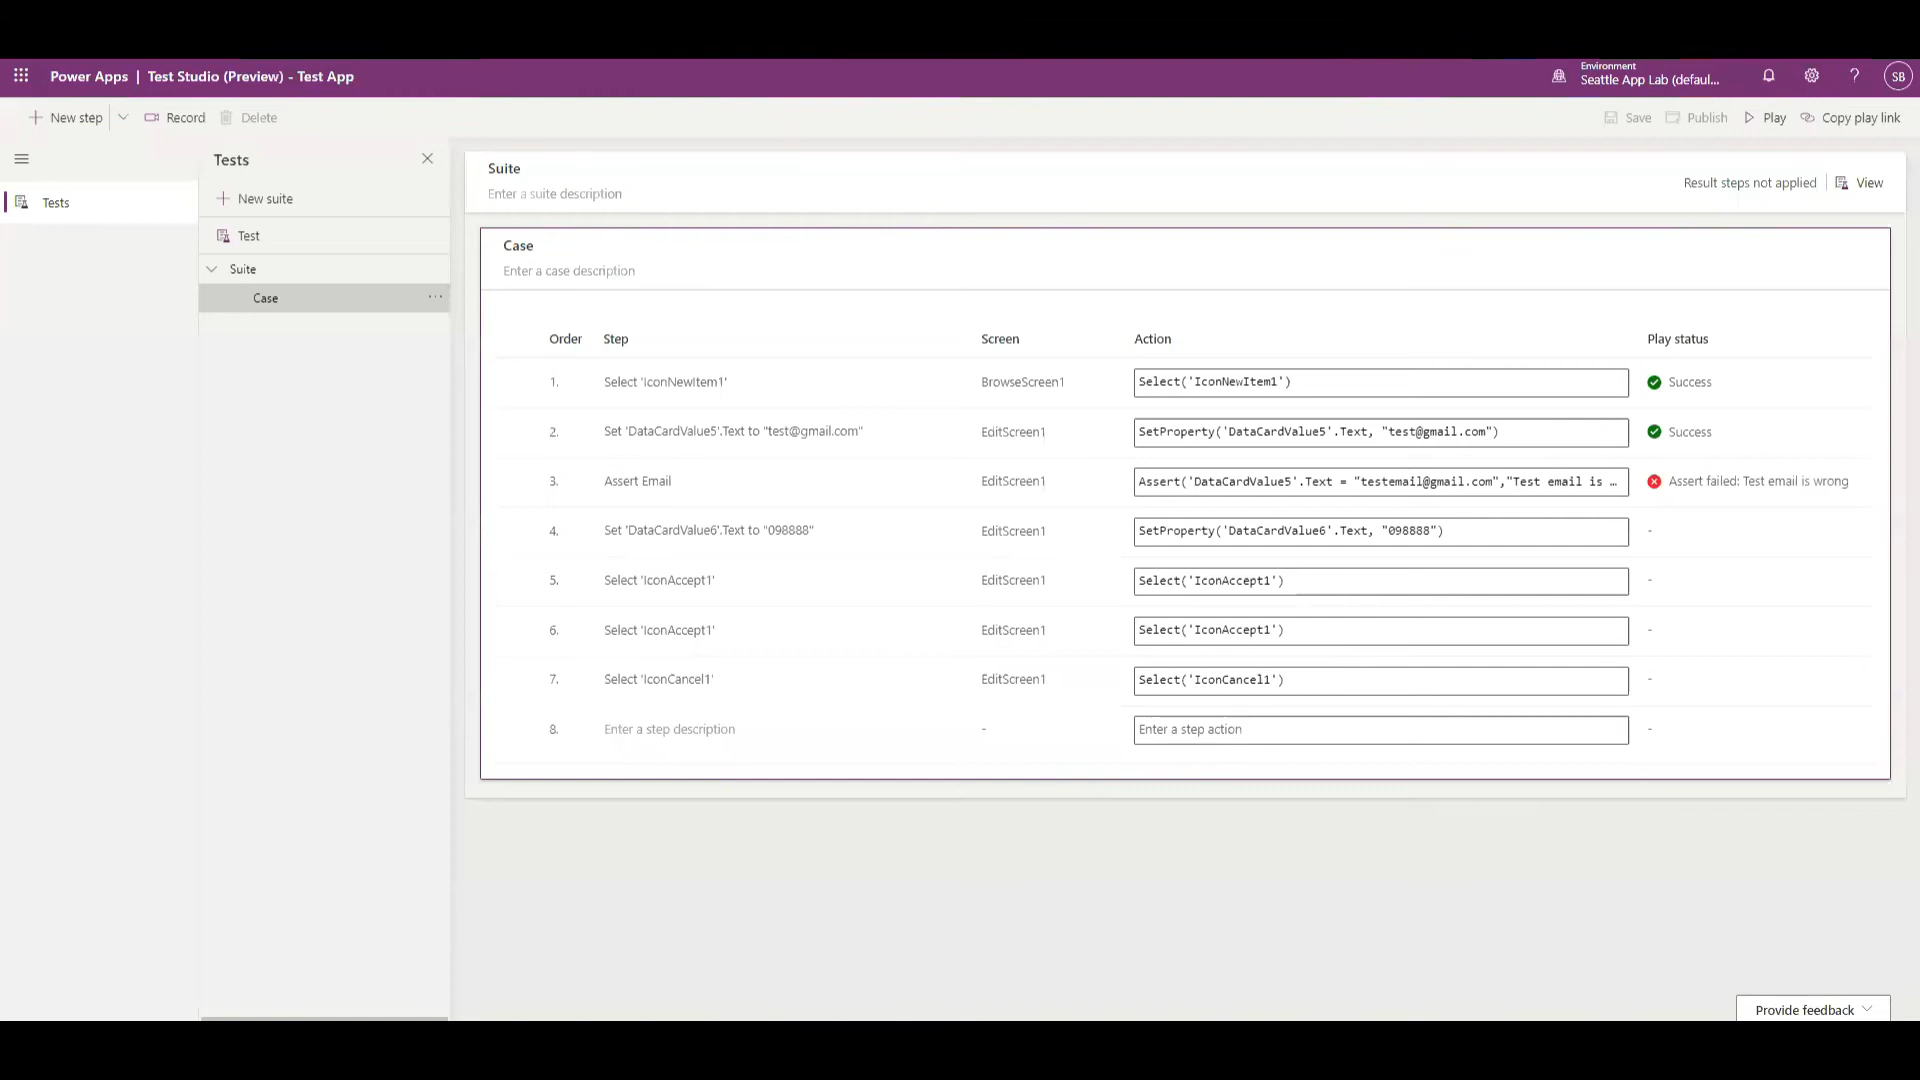 Power Apps | Test Studio (Preview) - Test App
Environment
Seattle App Lab (defaul...
?
SB
New step
Record
Delete
Save
Publish
Play
Copy play link
Tests
Tests
New suite
Test
Suite
Case
...
Suite
Enter a suite description
Result steps not applied
View
Case
Enter a case description
Order Step Screen Action Play status
1. Select 'IconNewItem1' BrowseScreen1 Select('IconNewItem1') Success
2. Set 'DataCardValue5'.Text to "test@gmail.com" EditScreen1 SetProperty('DataCardValue5'.Text, "test@gmail.com") Success
3. Assert Email EditScreen1 Assert('DataCardValue5'.Text = "testemail@gmail.com","Test email is ... Assert failed: Test email is wrong
4. Set 'DataCardValue6'.Text to "098888" EditScreen1 SetProperty('DataCardValue6'.Text, "098888") -
5. Select 'IconAccept1' EditScreen1 Select('IconAccept1') -
6. Select 'IconAccept1' EditScreen1 Select('IconAccept1') -
7. Select 'IconCancel1' EditScreen1 Select('IconCancel1') -
8. Enter a step description - Enter a step action -
Provide feedback